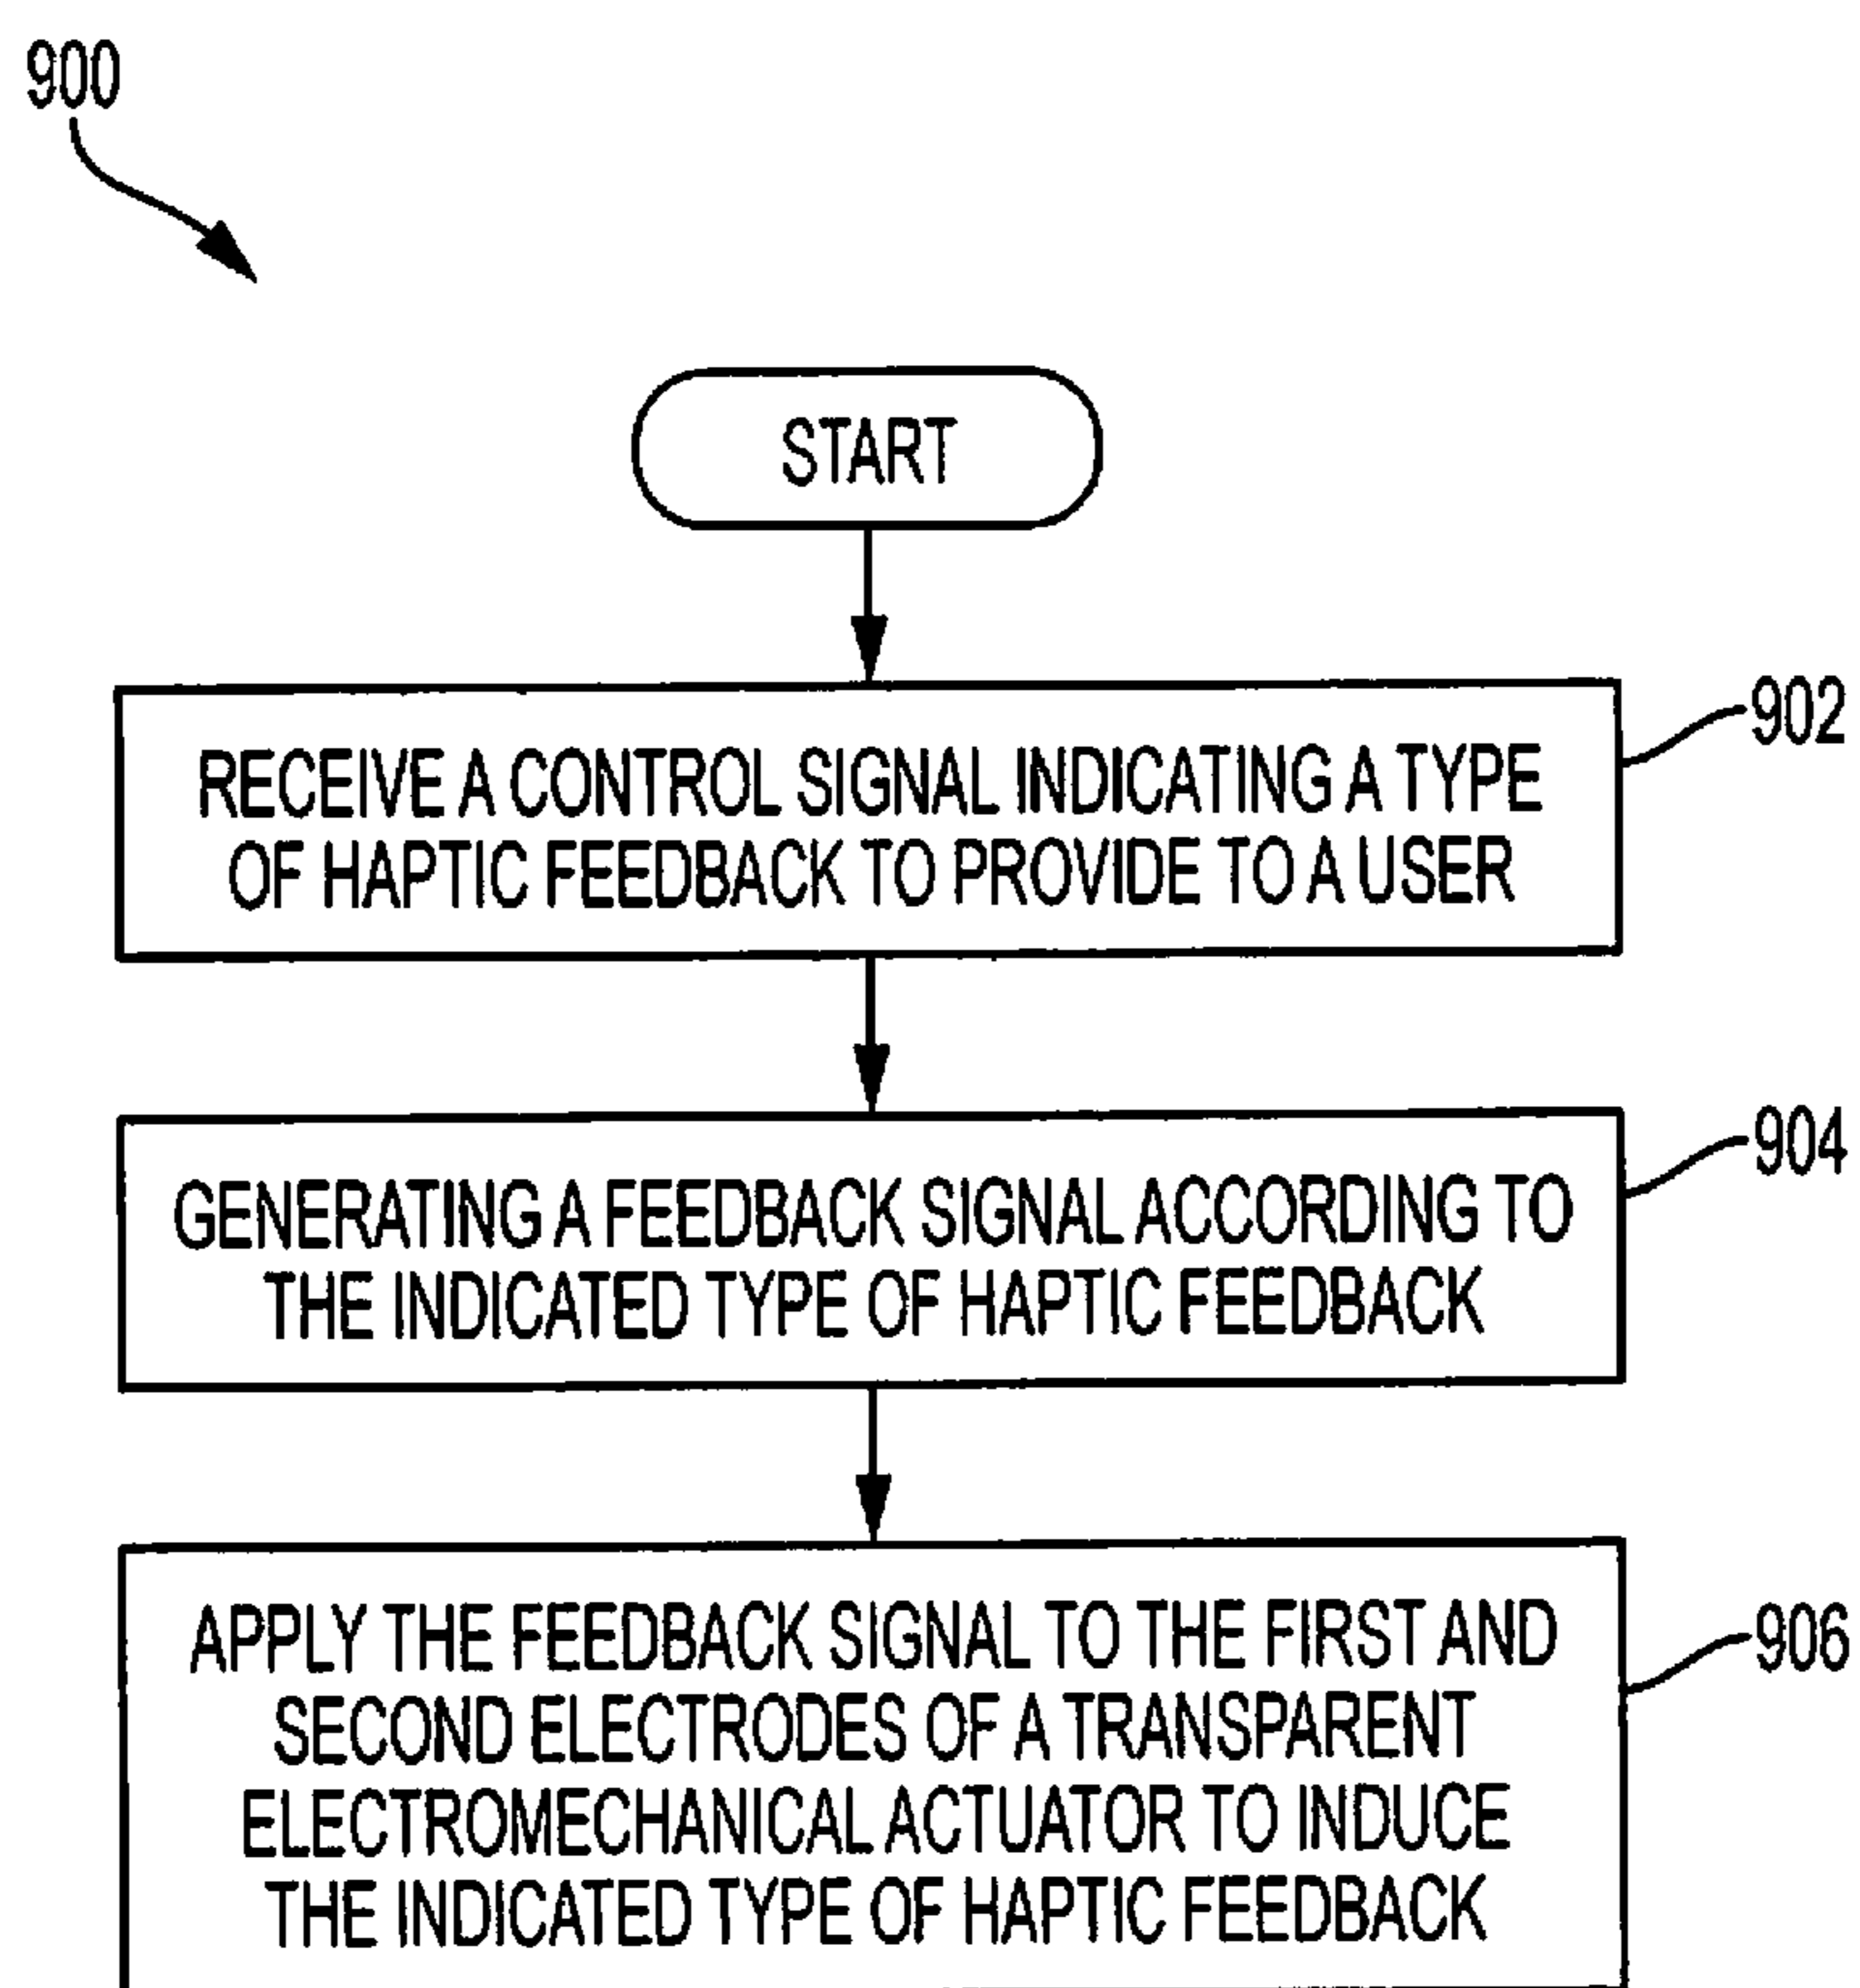 900
START
902
RECEIVE A CONTROL SIGNAL INDICATING A TYPE
OF HAPTIC FEEDBACK TO PROVIDE TO A USER
904
GENERATING A FEEDBACK SIGNAL ACCORDING TO
THE INDICATED TYPE OF HAPTIC FEEDBACK
906
APPLY THE FEEDBACK SIGNAL TO THE FIRST AND
SECOND ELECTRODES OF A TRANSPARENT
ELECTROMECHANICAL ACTUATOR TO INDUCE
THE INDICATED TYPE OF HAPTIC FEEDBACK